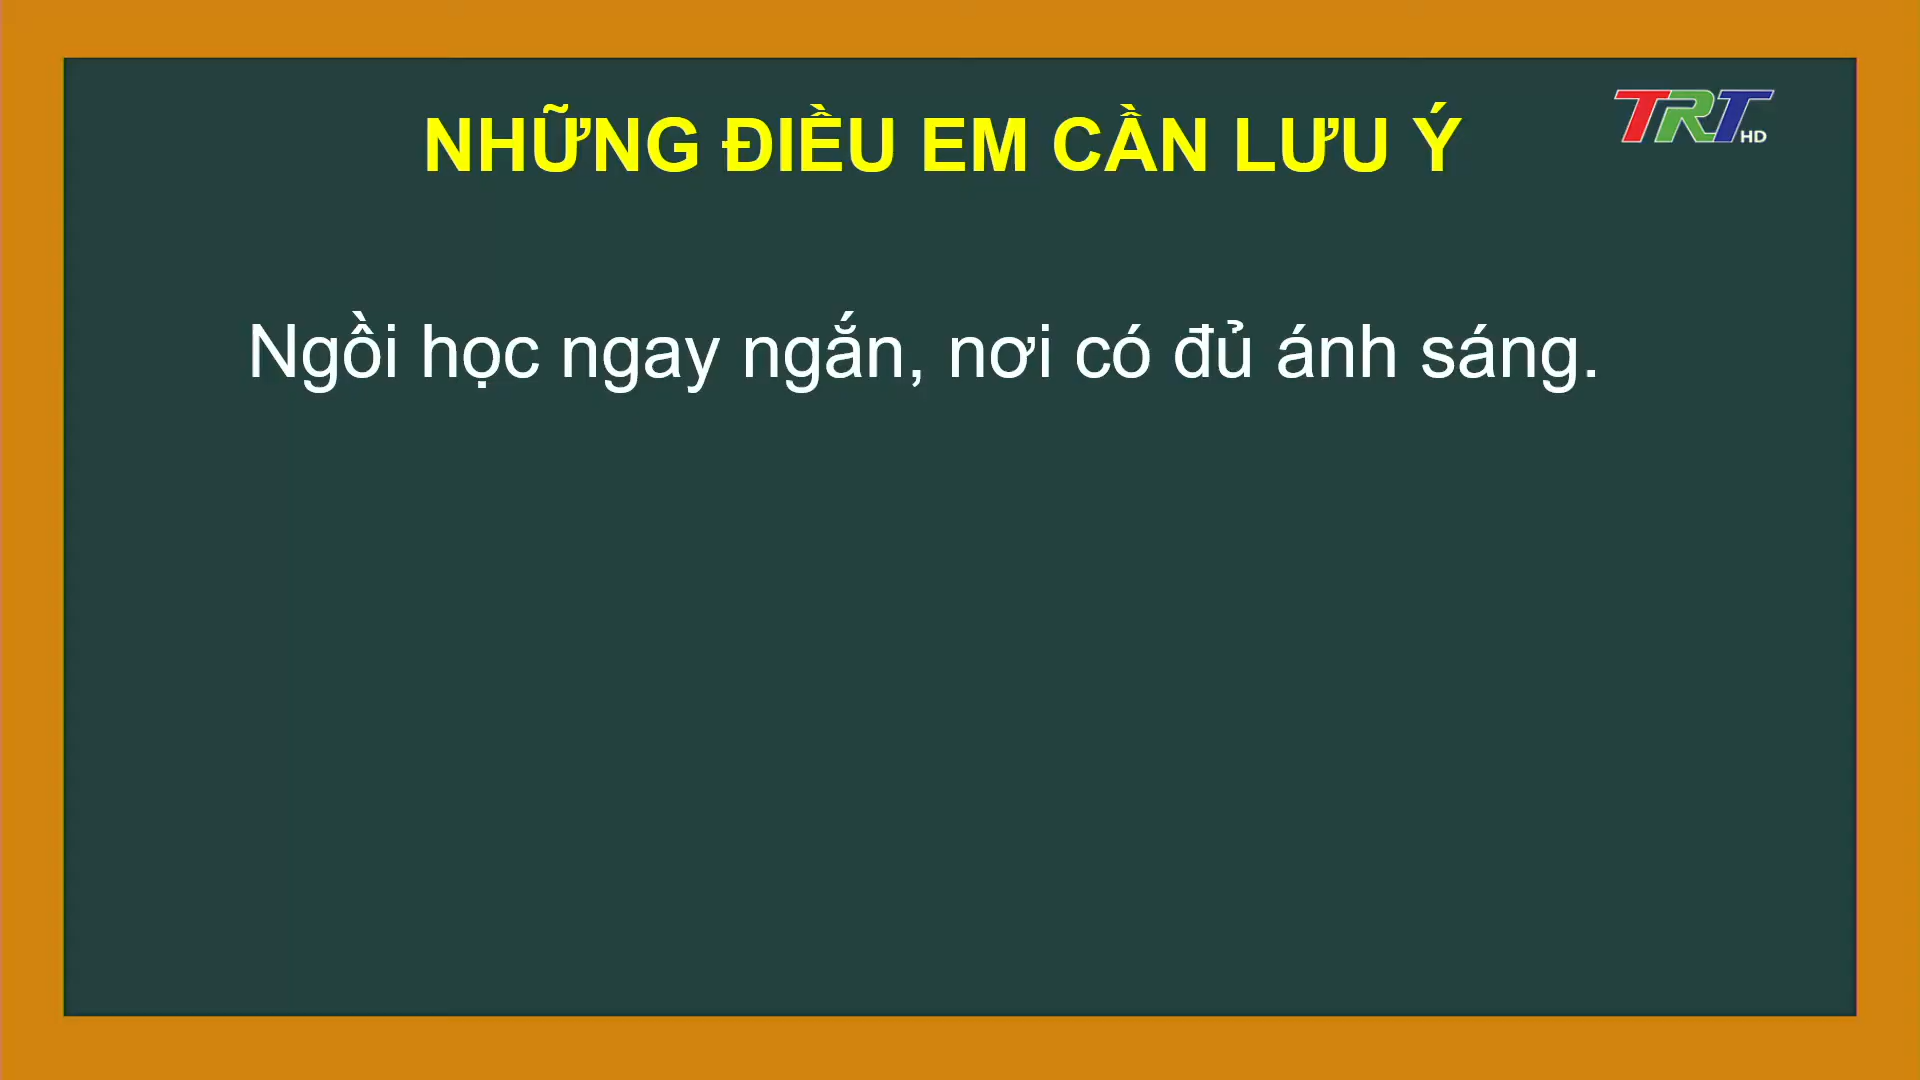 NHỮNG ĐIỀU EM CẦN LƯU Ý
TRT HD
Ngồi học ngay ngắn, nơi có đủ ánh sáng.